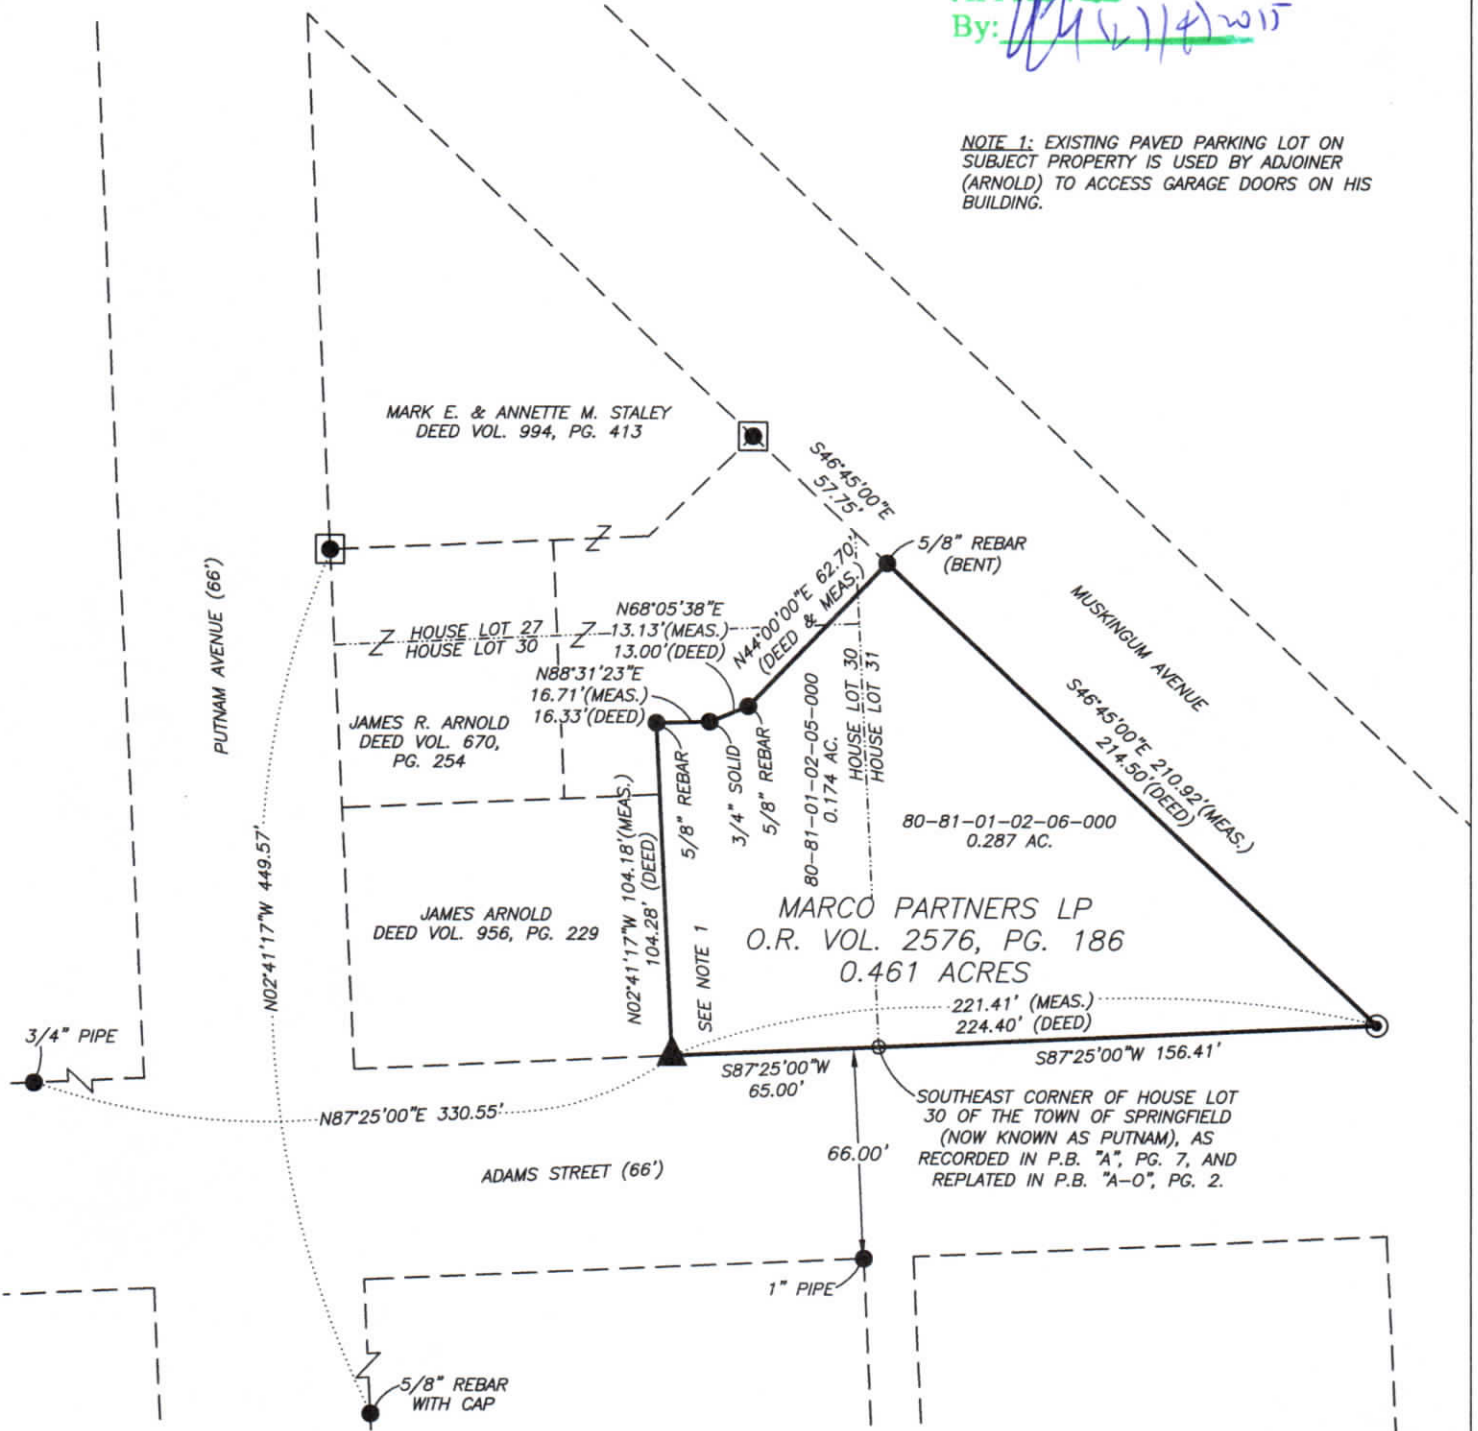 By:
2015
NOTE 1: EXISTING PAVED PARKING LOT ON
SUBJECT PROPERTY IS USED BY ADJOINER
(ARNOLD) TO ACCESS GARAGE DOORS ON HIS
BUILDING.
MARK E. & ANNETTE M. STALEY
DEED VOL. 994, PG. 413
S46°45'00"E
57.75'
5/8" REBAR
(BENT)
MUSKINGUM AVENUE
PUTNAM AVENUE (66')
N44°00'00"E 62.70'
(DEED & MEAS.)
N68°05'38"E
13.13'(MEAS.)
13.00'(DEED)
HOUSE LOT 27
HOUSE LOT 30
N88°31'23"E
16.71'(MEAS.)
16.33'(DEED)
HOUSE LOT 30
HOUSE LOT 31
S46°45'00"E 210.92'(MEAS.)
214.50'(DEED)
JAMES R. ARNOLD
DEED VOL. 670,
PG. 254
5/8" REBAR
3/4" SOLID
5/8" REBAR
80-81-01-02-05-000
0.174 AC.
80-81-01-02-06-000
0.287 AC.
N02°41'17"W 449.57'
N02°41'17"W 104.18'(MEAS.)
104.28' (DEED)
JAMES ARNOLD
DEED VOL. 956, PG. 229
SEE NOTE 1
MARCO PARTNERS LP
O.R. VOL. 2576, PG. 186
0.461 ACRES
221.41' (MEAS.)
224.40' (DEED)
3/4" PIPE
S87°25'00"W
65.00'
S87°25'00"W 156.41'
N87°25'00"E 330.55'
SOUTHEAST CORNER OF HOUSE LOT
30 OF THE TOWN OF SPRINGFIELD
(NOW KNOWN AS PUTNAM), AS
RECORDED IN P.B. "A", PG. 7, AND
REPLATED IN P.B. "A-O", PG. 2.
66.00'
ADAMS STREET (66')
1" PIPE
5/8" REBAR
WITH CAP